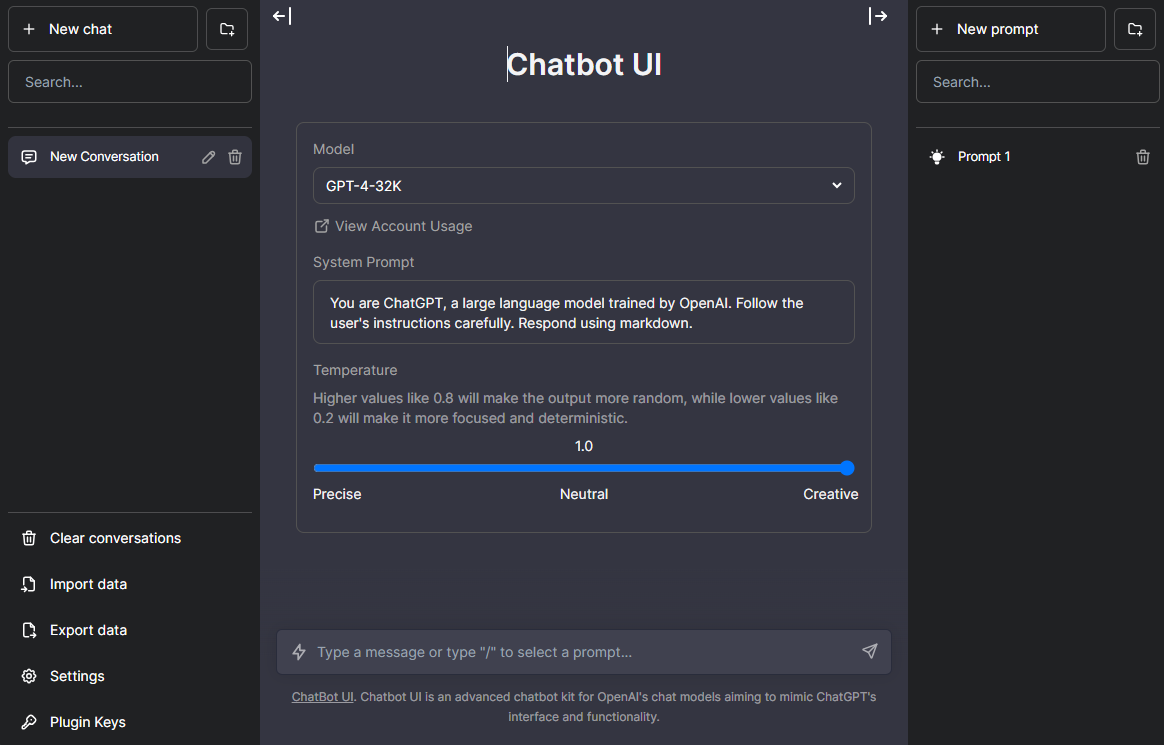 New chat
Search...
New Conversation
Clear conversations
Import data
Export data
Settings
Plugin Keys
Chatbot UI
Model
GPT-4-32K
View Account Usage
System Prompt
You are ChatGPT, a large language model trained by OpenAI. Follow the
user's instructions carefully. Respond using markdown.
Temperature
Higher values like 0.8 will make the output more random, while lower values like
0.2 will make it more focused and deterministic.
1.0
Precise Neutral Creative
Type a message or type "/" to select a prompt...
ChatBot UI. Chatbot UI is an advanced chatbot kit for OpenAI's chat models aiming to mimic ChatGPT's
interface and functionality.
New prompt
Search...
Prompt 1